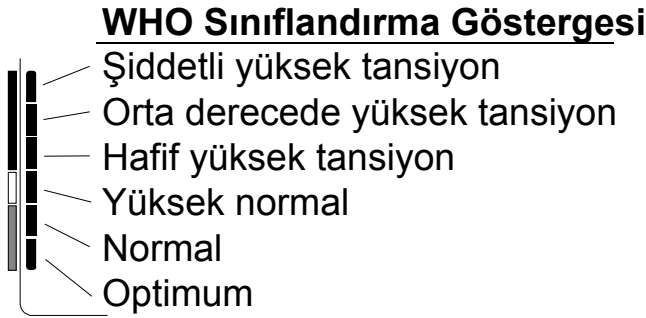 WHO Sınıflandırma Göstergesi
Şiddetli yüksek tansiyon
Orta derecede yüksek tansiyon
Hafif yüksek tansiyon
Yüksek normal
Normal
Optimum